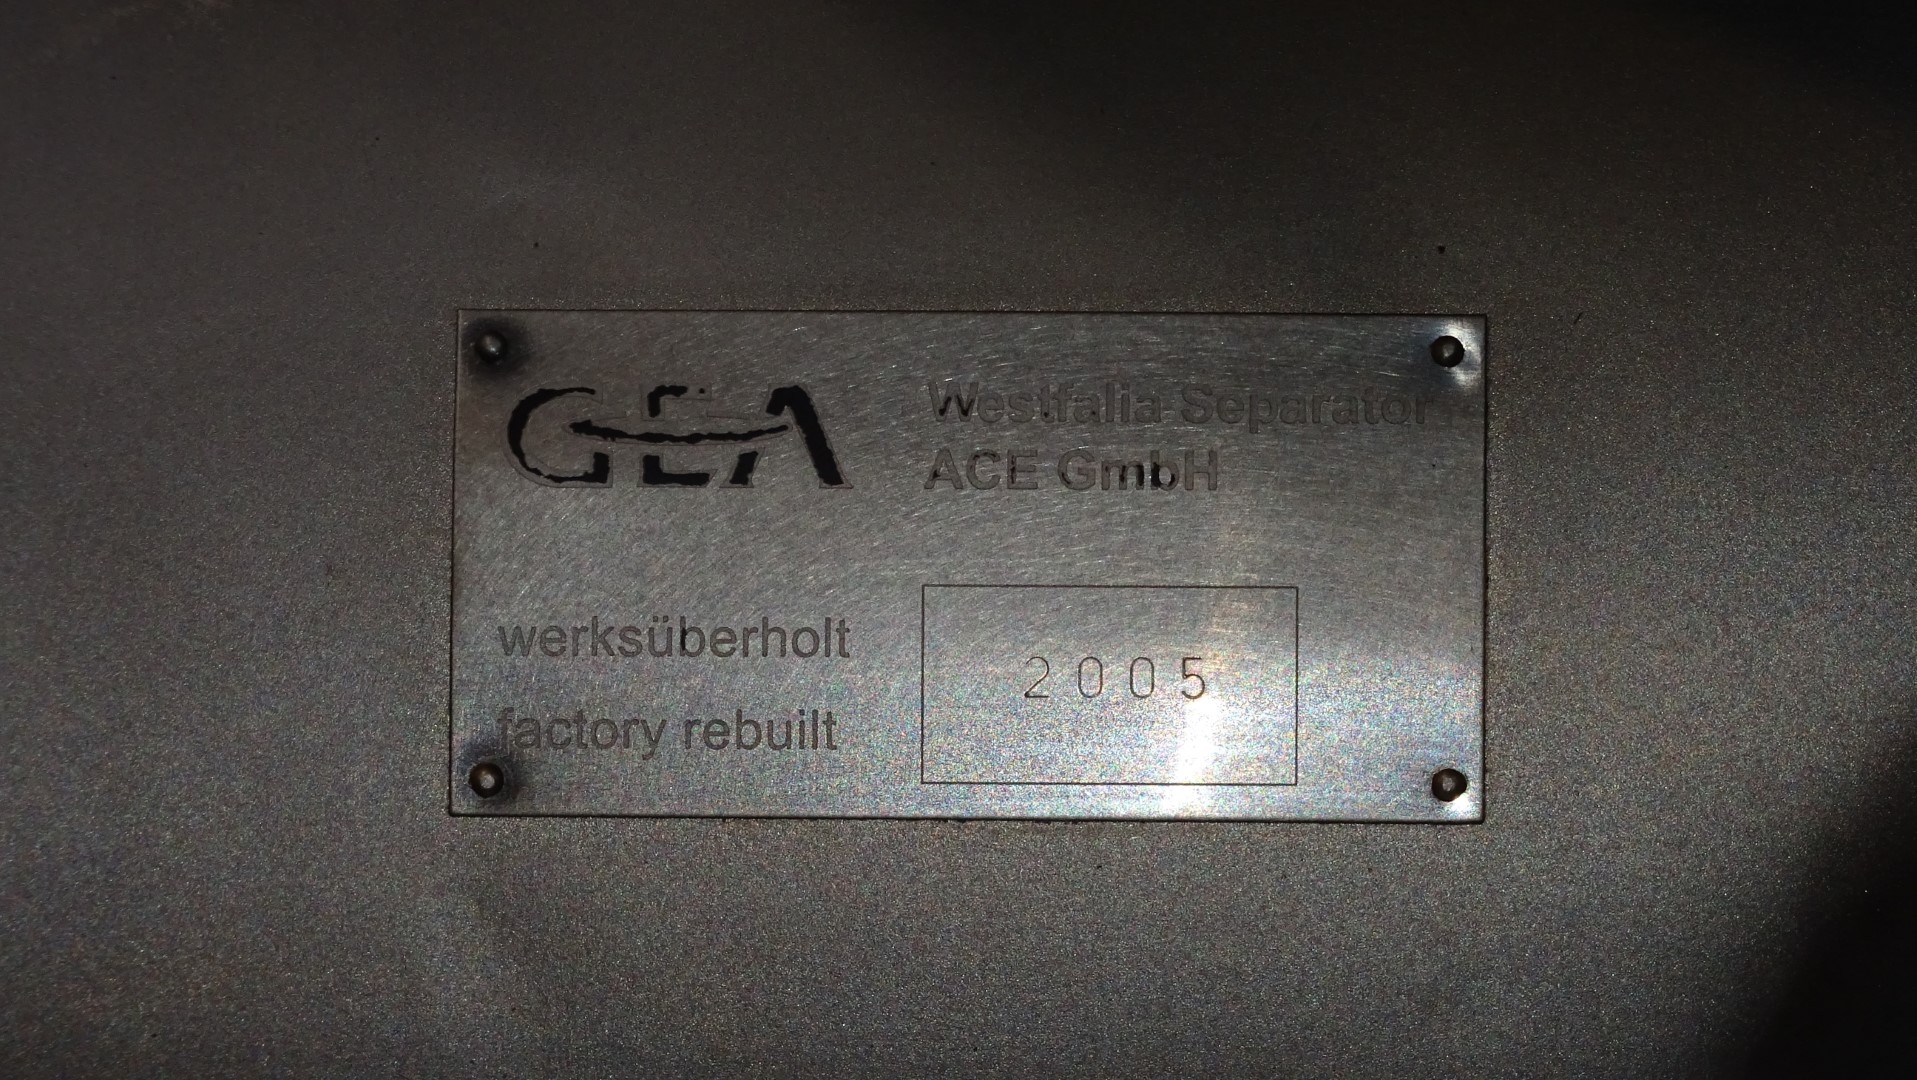 GEA
Westfalia Separator
ACE GmbH
werksüberholt
factory rebuilt
2005